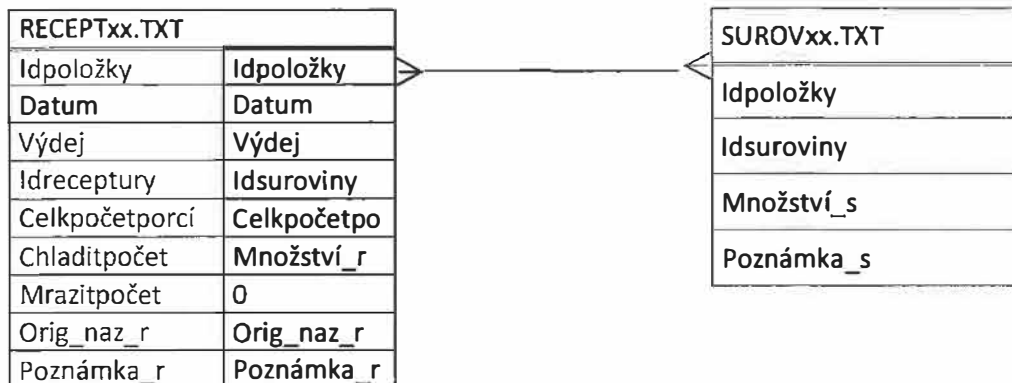 RECEPTxx.TXT
Idpoložky Idpoložky
Datum Datum
Výdej Výdej
Idreceptury Idsuroviny
Celkpočetporcí Celkpočetpo
Chladitpočet Množství_r
Mrazitpočet 0
Orig_naz_r Orig_naz_r
Poznámka_r Poznámka_r
SUROVxx.TXT
Idpoložky
Idsuroviny
Množství_s
Poznámka_s